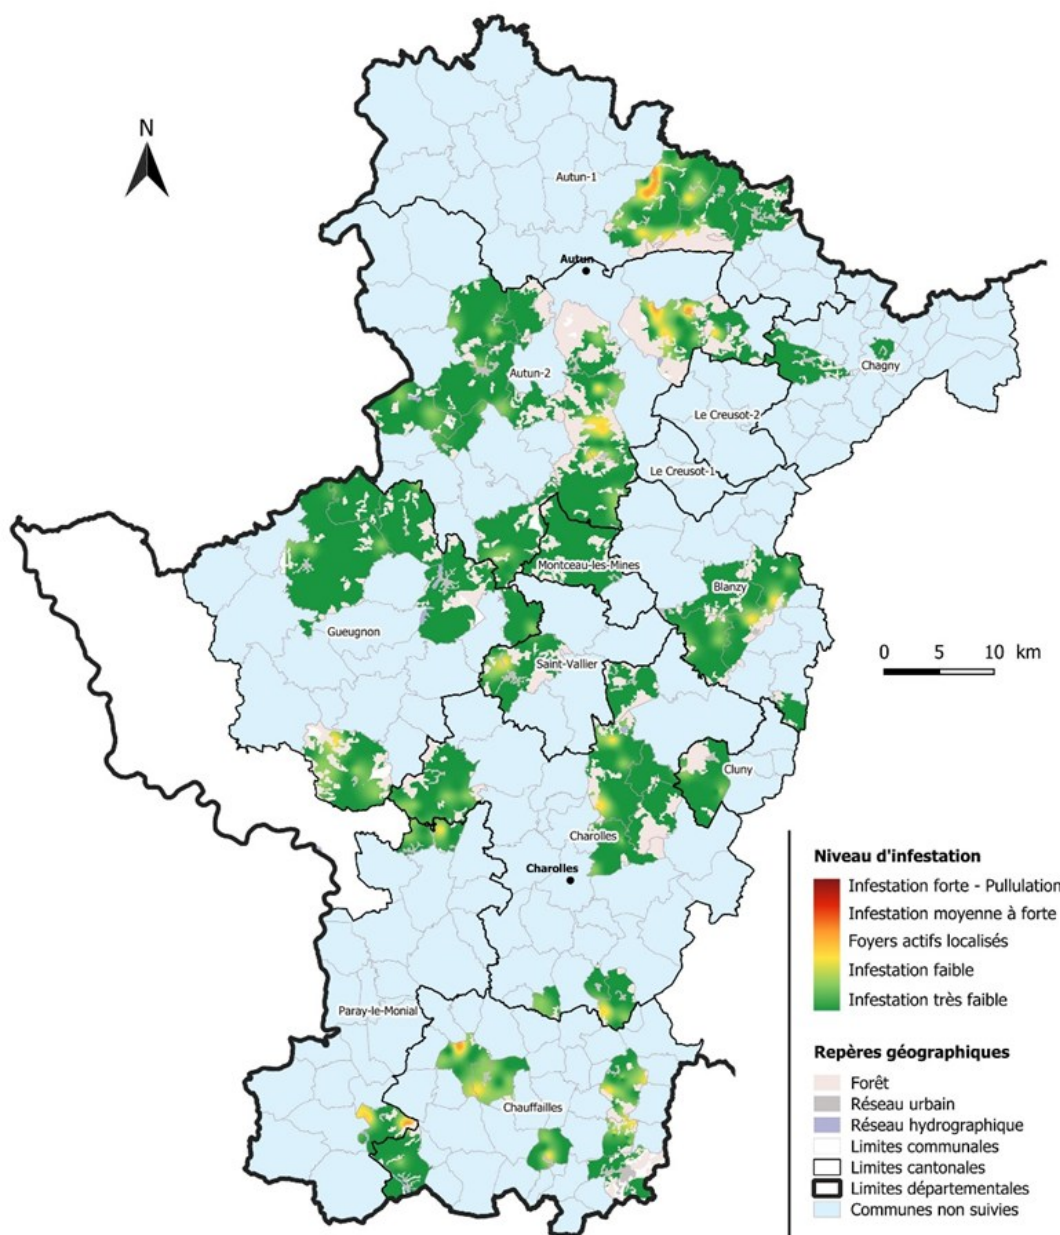 N
Autun-1
Autun
Chagny
Autun-2
Le Creusot-2
Le Creusot-1
Montceau-les-Mines
Blanzy
Gueugnon
Saint-Vallier
0 5 10 km
Cluny
Charolles
Charolles
Paray-le-Monial
Chauffailles
Niveau d'infestation
Infestation forte - Pullulation
Infestation moyenne à forte
Foyers actifs localisés
Infestation faible
Infestation très faible
Repères géographiques
Forêt
Réseau urbain
Réseau hydrographique
Limites communales
Limites cantonales
Limites départementales
Communes non suivies